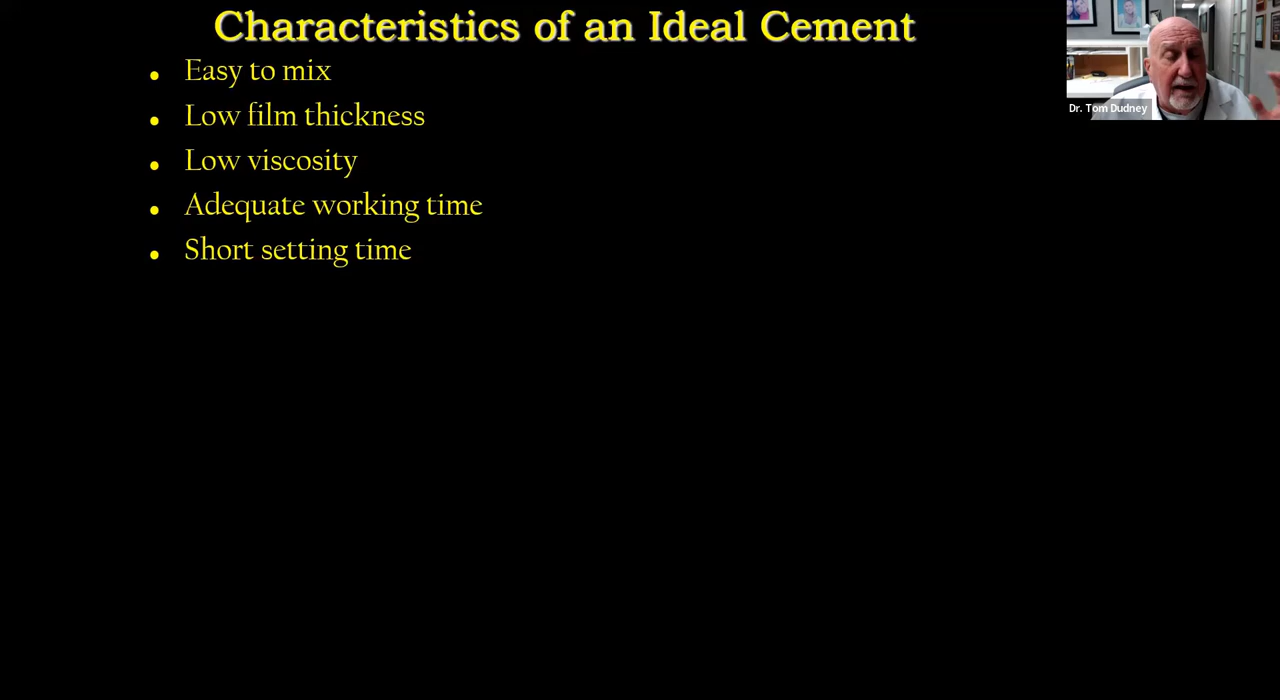 Characteristics of an Ideal Cement
• Easy to mix
• Low film thickness
• Low viscosity
• Adequate working time
• Short setting time
Dr. Tom Dudney